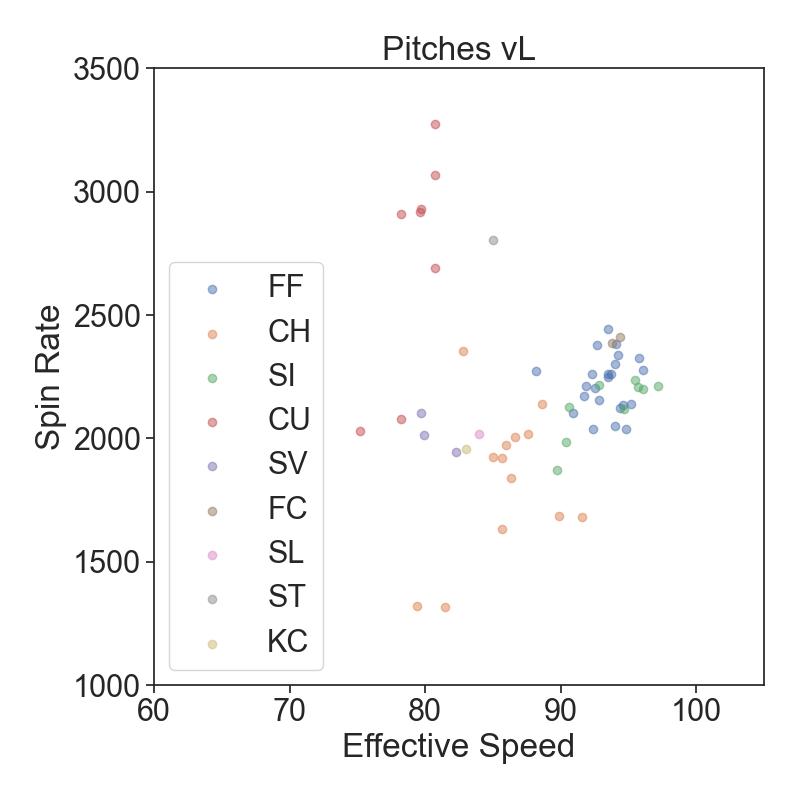 Pitches vL
3500
3000
2500
2000
1500
1000
Spin Rate
FF
CH
SI
CU
SV
FC
SL
ST
KC
60 70 80 90 100
Effective Speed